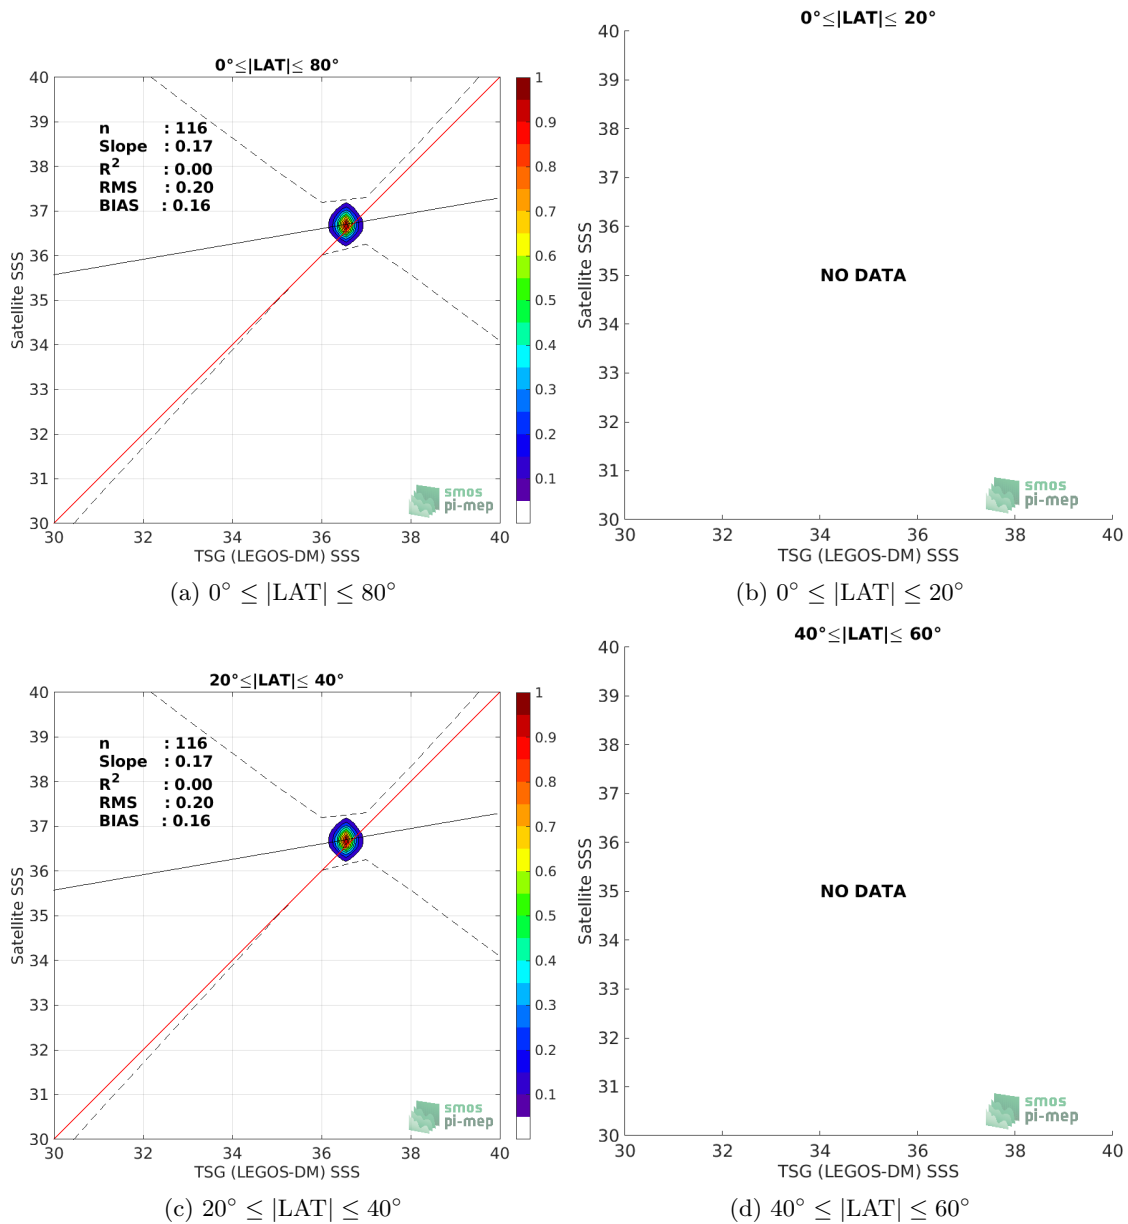 0°≤|LAT|≤ 80°
40
39
38
37
36
35
34
33
32
31
30
Satellite SSS
n : 116
Slope : 0.17
R² : 0.00
RMS : 0.20
BIAS : 0.16
smos
pi-mep
30 32 34 36 38 40
TSG (LEGOS-DM) SSS
1
0.9
0.8
0.7
0.6
0.5
0.4
0.3
0.2
0.1
(a) 0° ≤ |LAT| ≤ 80°
0°≤|LAT|≤ 20°
40
39
38
37
36
35
34
33
32
31
30
Satellite SSS
NO DATA
smos
pi-mep
30 32 34 36 38 40
TSG (LEGOS-DM) SSS
(b) 0° ≤ |LAT| ≤ 20°
20°≤|LAT|≤ 40°
40
39
38
37
36
35
34
33
32
31
30
Satellite SSS
n : 116
Slope : 0.17
R² : 0.00
RMS : 0.20
BIAS : 0.16
smos
pi-mep
30 32 34 36 38 40
TSG (LEGOS-DM) SSS
1
0.9
0.8
0.7
0.6
0.5
0.4
0.3
0.2
0.1
(c) 20° ≤ |LAT| ≤ 40°
40°≤|LAT|≤ 60°
40
39
38
37
36
35
34
33
32
31
30
Satellite SSS
NO DATA
smos
pi-mep
30 32 34 36 38 40
TSG (LEGOS-DM) SSS
(d) 40° ≤ |LAT| ≤ 60°